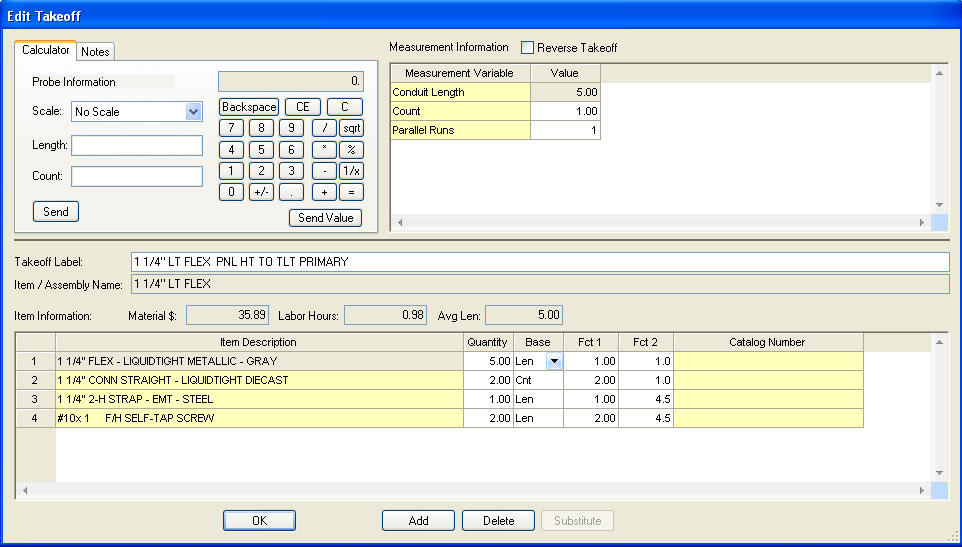 Edit Takeoff
Calculator Notes
Probe Information
Scale: No Scale
Length:
Count:
Send
0.
Backspace CE C
7 8 9 / sqrt
4 5 6 * %
1 2 3 - 1/x
0 +/- . + =
Send Value
Measurement Information Reverse Takeoff
Measurement Variable Value
Conduit Length 5.00
Count 1.00
Parallel Runs 1
Takeoff Label: 1 1/4" LT FLEX PNL HT TO TLT PRIMARY
Item / Assembly Name: 1 1/4" LT FLEX
Item Information: Material $: 35.89 Labor Hours: 0.98 Avg Len: 5.00
Item Description Quantity Base Fct 1 Fct 2 Catalog Number
1 1 1/4" FLEX - LIQUIDTIGHT METALLIC - GRAY 5.00 Len 1.00 1.0
2 1 1/4" CONN STRAIGHT - LIQUIDTIGHT DIECAST 2.00 Cnt 2.00 1.0
3 1 1/4" 2-H STRAP - EMT - STEEL 1.00 Len 1.00 4.5
4 #10x 1 F/H SELF-TAP SCREW 2.00 Len 2.00 4.5
OK Add Delete Substitute